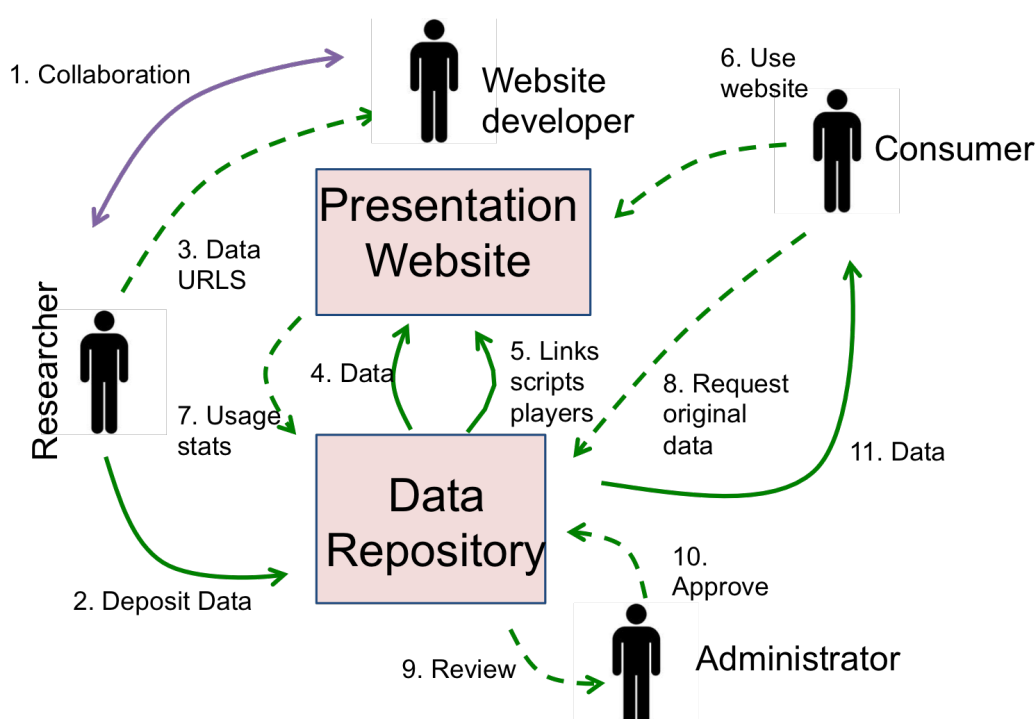 1. Collaboration
Website
developer
6. Use
website
Consumer
Presentation
Website
3. Data
URLS
Researcher
4. Data
5. Links
scripts
players
7. Usage
stats
8. Request
original
data
11. Data
Data
Repository
2. Deposit Data
10.
Approve
9. Review
Administrator